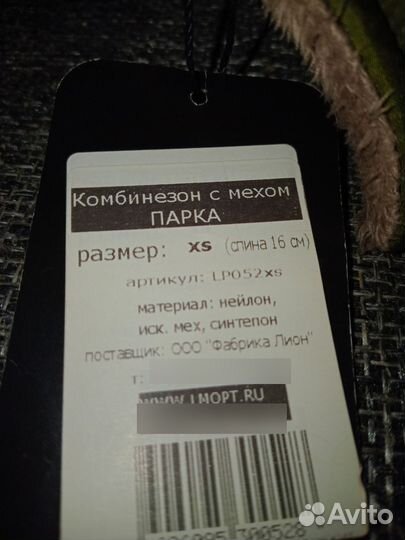 Комбинезон с мехом
ПАРКА
размер: xs (спина 16 см)
артикул: LP052xs
материал: нейлон,
иск. мех, синтепон
поставщик: ООО "Фабрика Лион"
т:
WWW.LMOPT.RU
Avito